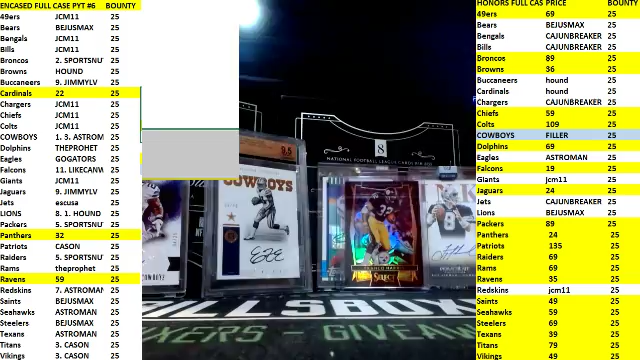 ENCASED FULL CASE PYT #6 BOUNTY
49ers JCM11 25
Bears BEJUSMAX 25
Bengals JCM11 25
Bills JCM11 25
Broncos 2. SPORTSNU 25
Browns HOUND 25
Buccaneers 9. JIMMYLV 25
Cardinals 22 25
Chargers JCM11 25
Chiefs JCM11 25
Colts JCM11 25
COWBOYS 1. 3. ASTROM 25
Dolphins THEPROHET 25
Eagles GOGATORS 25
Falcons 11. LIKECANW 25
Giants JCM11 25
Jaguars 9. JIMMYLV 25
Jets escusa 25
LIONS 8. 1. HOUND 25
Packers 5. SPORTSNU 25
Panthers 32 25
Patriots CASON 25
Raiders 5. SPORTSNU 25
Rams theprophet 25
Ravens 59 25
Redskins 7. ASTROMAN 25
Saints BEJUSMAX 25
Seahawks ASTROMAN 25
Steelers BEJUSMAX 25
Texans ASTROMAN 25
Titans 3. CASON 25
Vikings 3. CASON 25
9.5
COWBOYS
8
NATIONAL FOOTBALL LEAGUE
SELECT
HONORS FULL CAS PRICE BOUNTY
49ers 69 25
Bears BEJUSMAX 25
Bengals CAJUNBREAKER 25
Bills CAJUNBREAKER 25
Broncos 89 25
Browns 36 25
Buccaneers hound 25
Cardinals hound 25
Chargers CAJUNBREAKER 25
Chiefs 59 25
Colts 109 25
COWBOYS FILLER 25
Dolphins 69 25
Eagles ASTROMAN 25
Falcons 19 25
Giants jcm11 25
Jaguars 24 25
Jets CAJUNBREAKER 25
Lions BEJUSMAX 25
Packers 89 25
Panthers 24 25
Patriots 135 25
Raiders 69 25
Rams 69 25
Ravens 35 25
Redskins jcm11 25
Saints 49 25
Seahawks 59 25
Steelers 69 25
Texans 39 25
Titans 79 25
Vikings 49 25